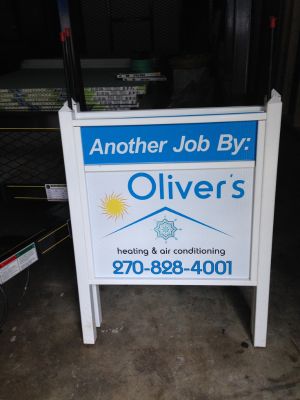 Another Job By:
Oliver's
heating & air conditioning
270-828-4001